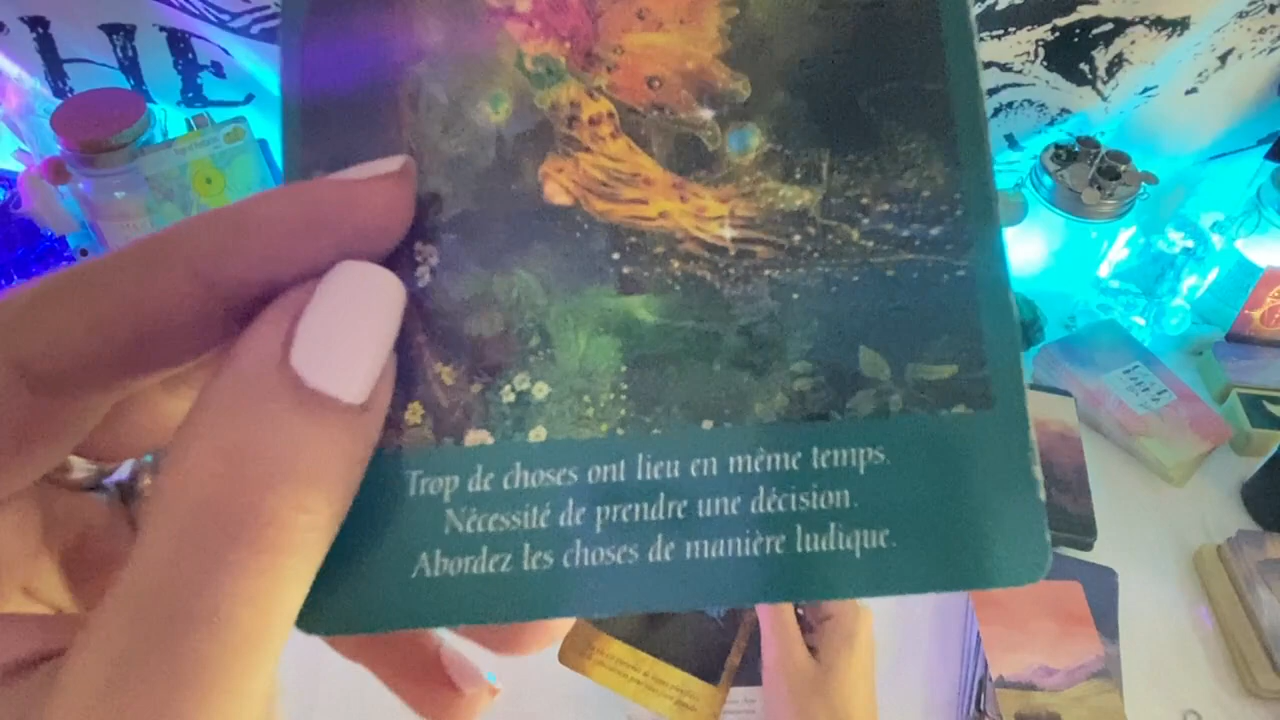 HE
Trop de choses ont lieu en même temps.
Nécessité de prendre une décision.
Abordez les choses de manière ludique.